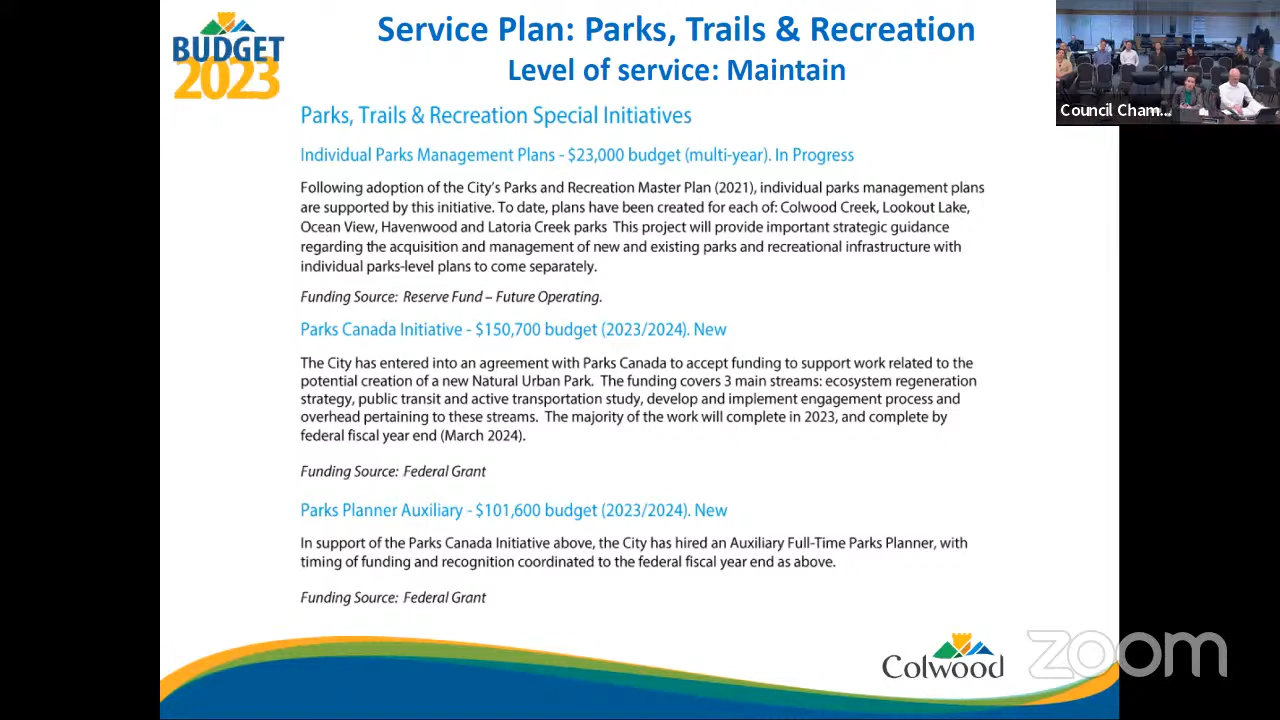 BUDGET
2023
Service Plan: Parks, Trails & Recreation
Level of service: Maintain
Council Cham...
Parks, Trails & Recreation Special Initiatives
Individual Parks Management Plans - $23,000 budget (multi-year). In Progress
Following adoption of the City's Parks and Recreation Master Plan (2021), individual parks management plans
are supported by this initiative. To date, plans have been created for each of: Colwood Creek, Lookout Lake,
Ocean View, Havenwood and Latoria Creek parks This project will provide important strategic guidance
regarding the acquisition and management of new and existing parks and recreational infrastructure with
individual parks-level plans to come separately.
Funding Source: Reserve Fund – Future Operating.
Parks Canada Initiative - $150,700 budget (2023/2024). New
The City has entered into an agreement with Parks Canada to accept funding to support work related to the
potential creation of a new Natural Urban Park. The funding covers 3 main streams: ecosystem regeneration
strategy, public transit and active transportation study, develop and implement engagement process and
overhead pertaining to these streams. The majority of the work will complete in 2023, and complete by
federal fiscal year end (March 2024).
Funding Source: Federal Grant
Parks Planner Auxiliary - $101,600 budget (2023/2024). New
In support of the Parks Canada Initiative above, the City has hired an Auxiliary Full-Time Parks Planner, with
timing of funding and recognition coordinated to the federal fiscal year end as above.
Funding Source: Federal Grant
Colwood
zoom